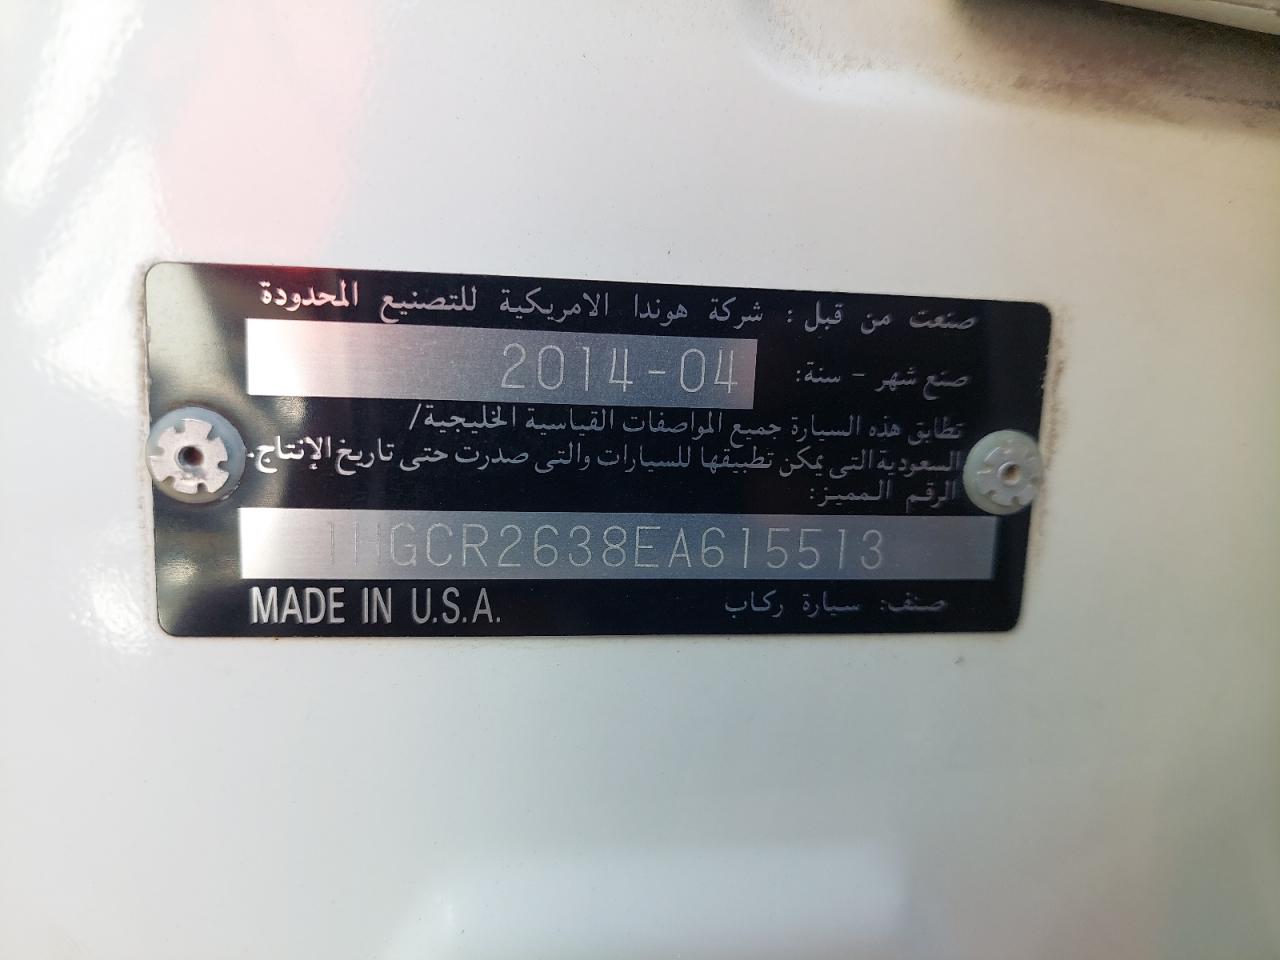 صنعت من قبل : شركة هوندا الامريكية للتصنيع المحدودة
صنع شهر - سنة: 2014-04
تطابق هذه السيارة جميع المواصفات القياسية الخليجية/
السعودية التى يمكن تطبيقها للسيارات والتى صدرت حتى تاريخ الإنتاج.
الرقم المميز:
1HGCR2638EA615513
صنف: سيارة ركاب MADE IN U.S.A.